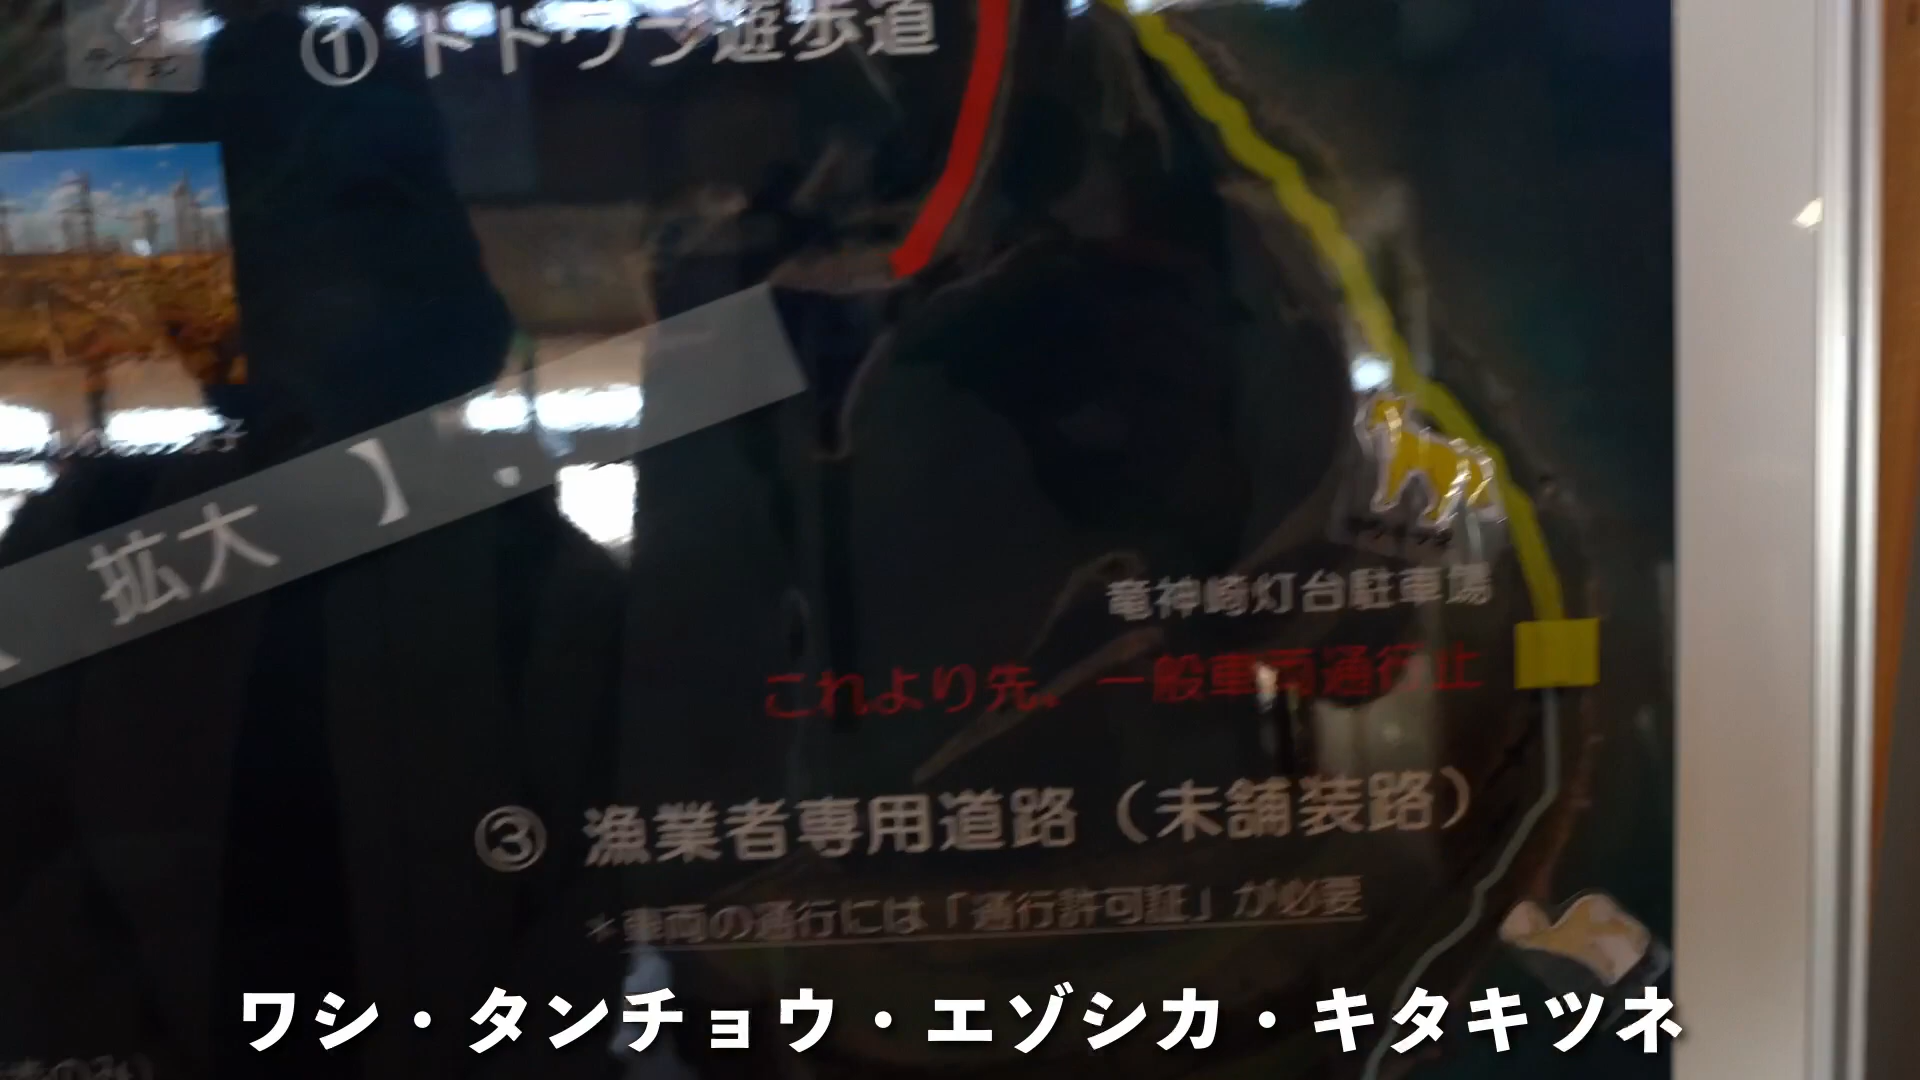 ① トドワラ遊歩道
【 拡大 】
竜神崎灯台駐車場
これより先、一般車両通行止
③ 漁業者専用道路（未舗装路）
＊車両の通行には「通行許可証」が必要
ワシ・タンチョウ・エゾシカ・キタキツネ